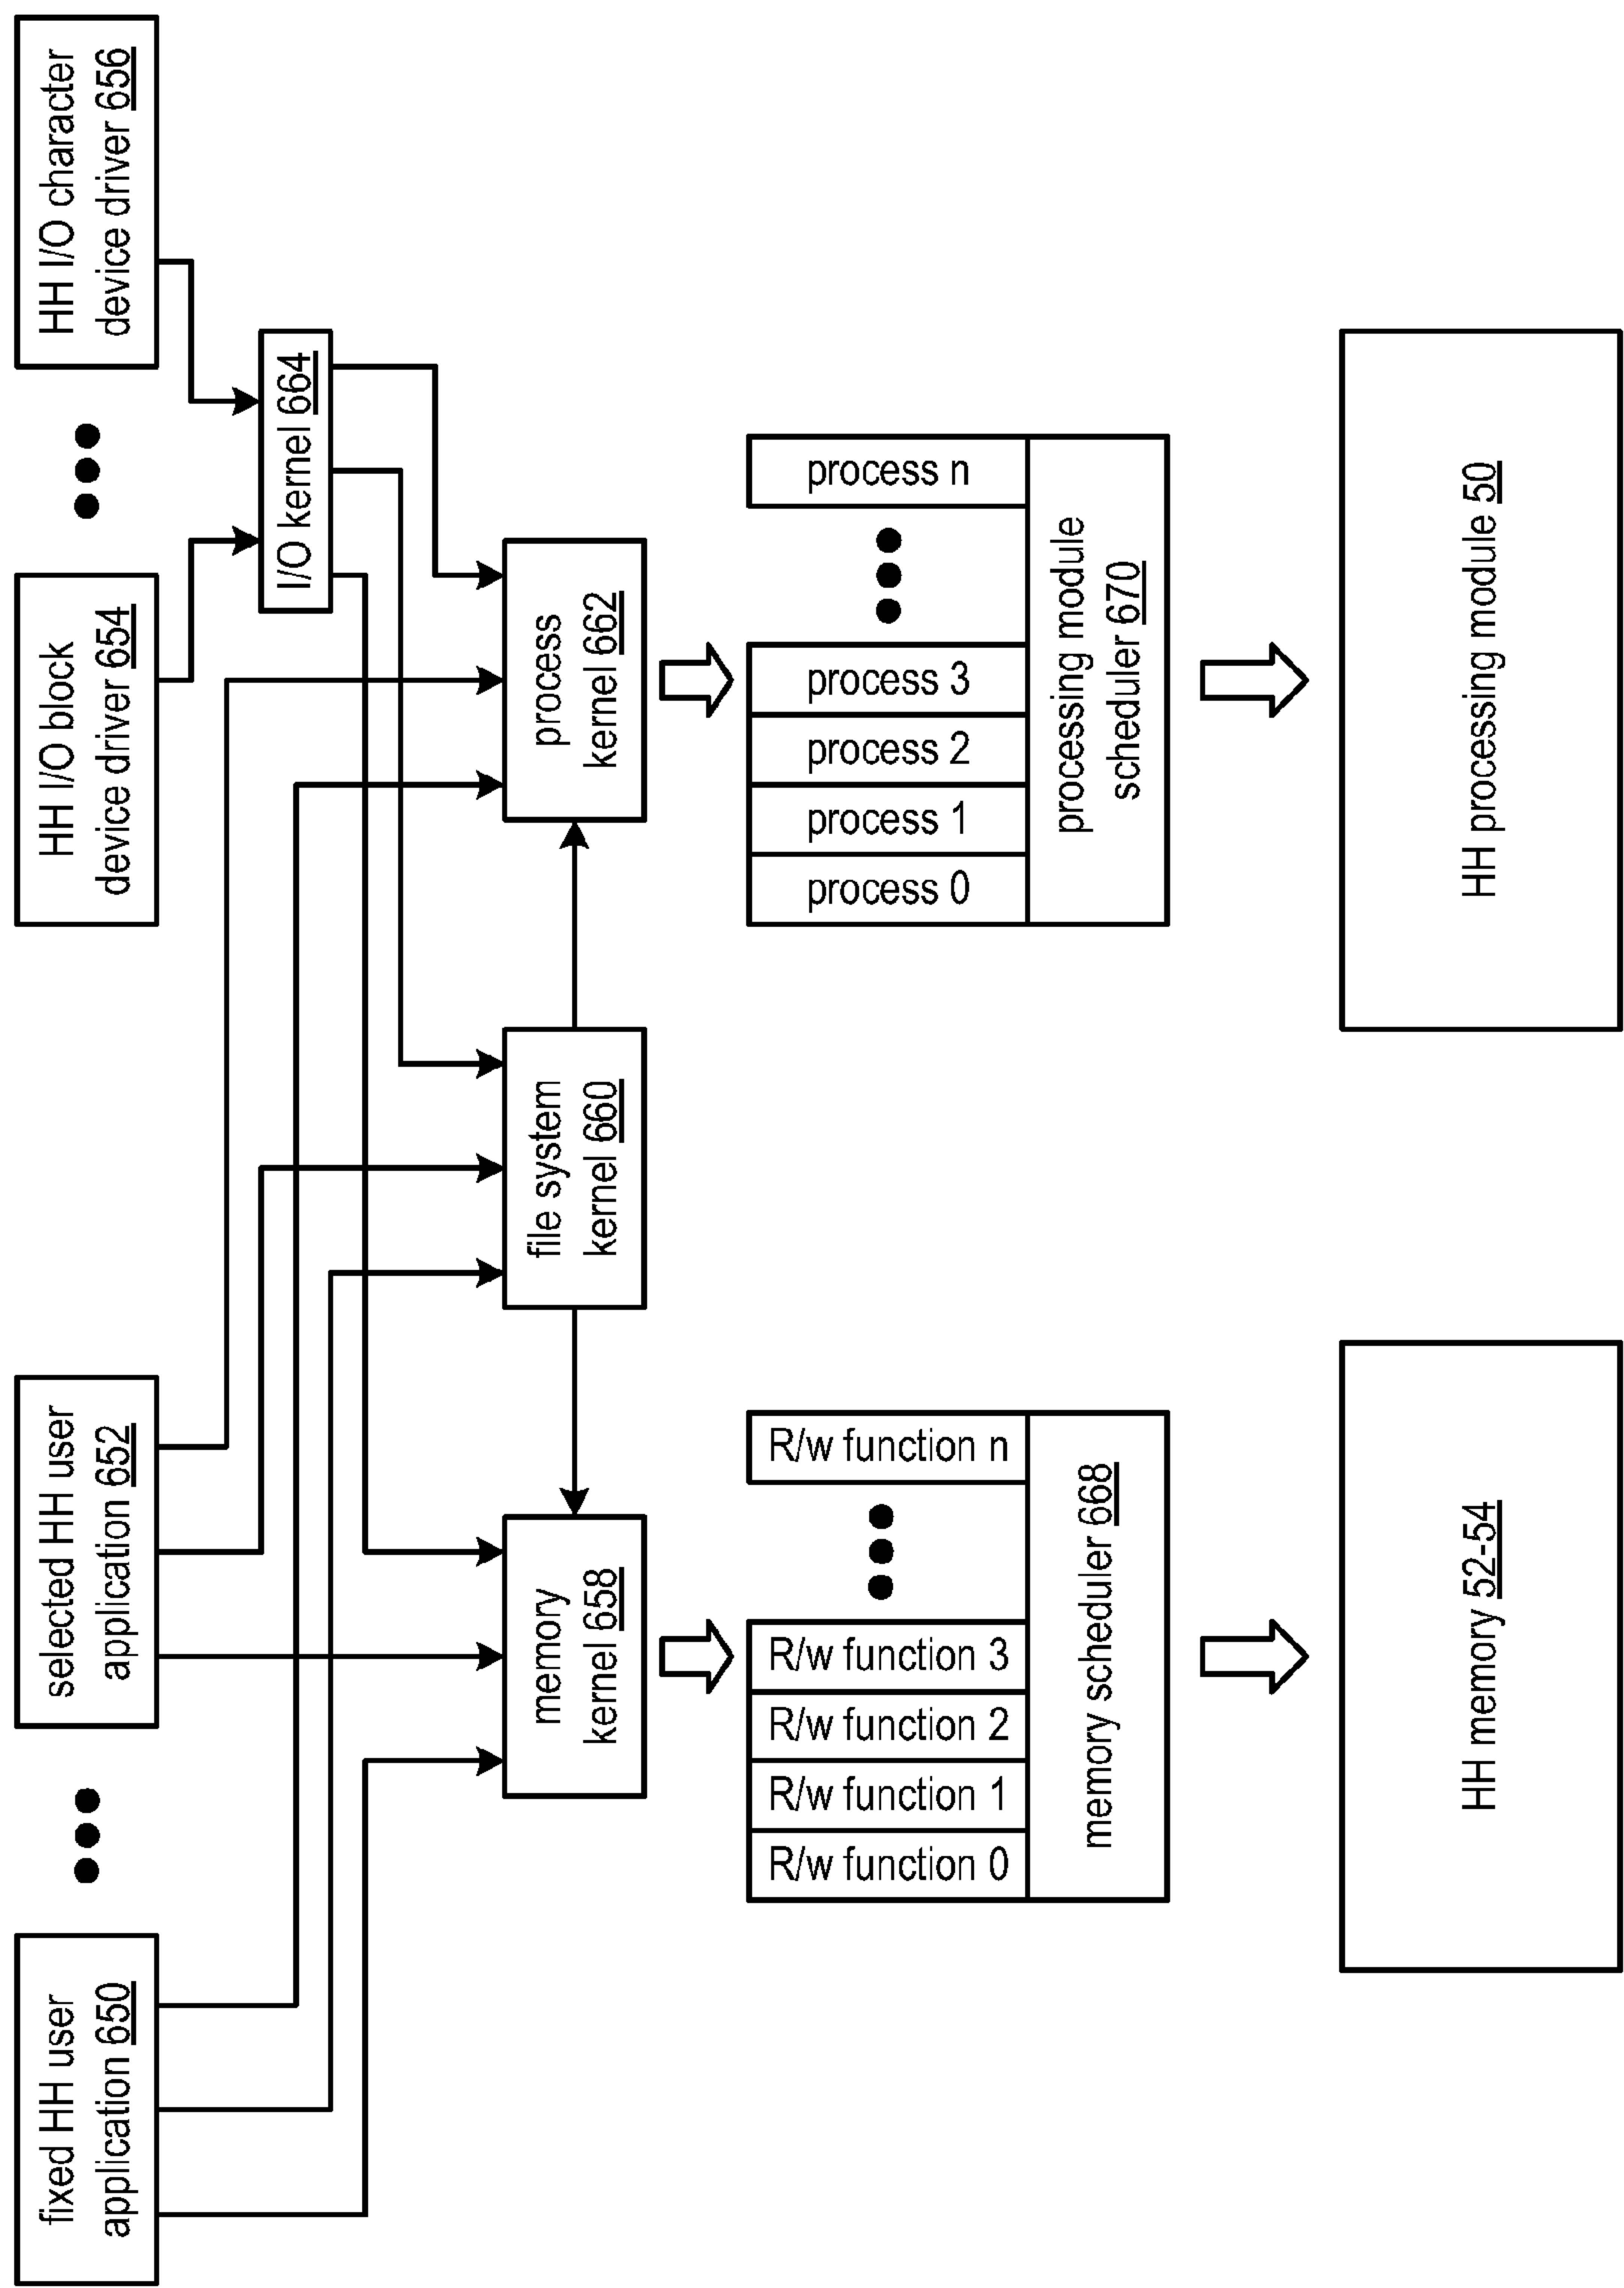 fixed HH user
application 650
selected HH user
application 652
HH I/O block
device driver 654
HH I/O character
device driver 656
I/O kernel 664
memory
kernel 658
file system
kernel 660
process
kernel 662
R/w function 0
R/w function 1
R/w function 2
R/w function 3
R/w function n
memory scheduler 668
process 0
process 1
process 2
process 3
process n
processing module
scheduler 670
HH memory 52-54
HH processing module 50